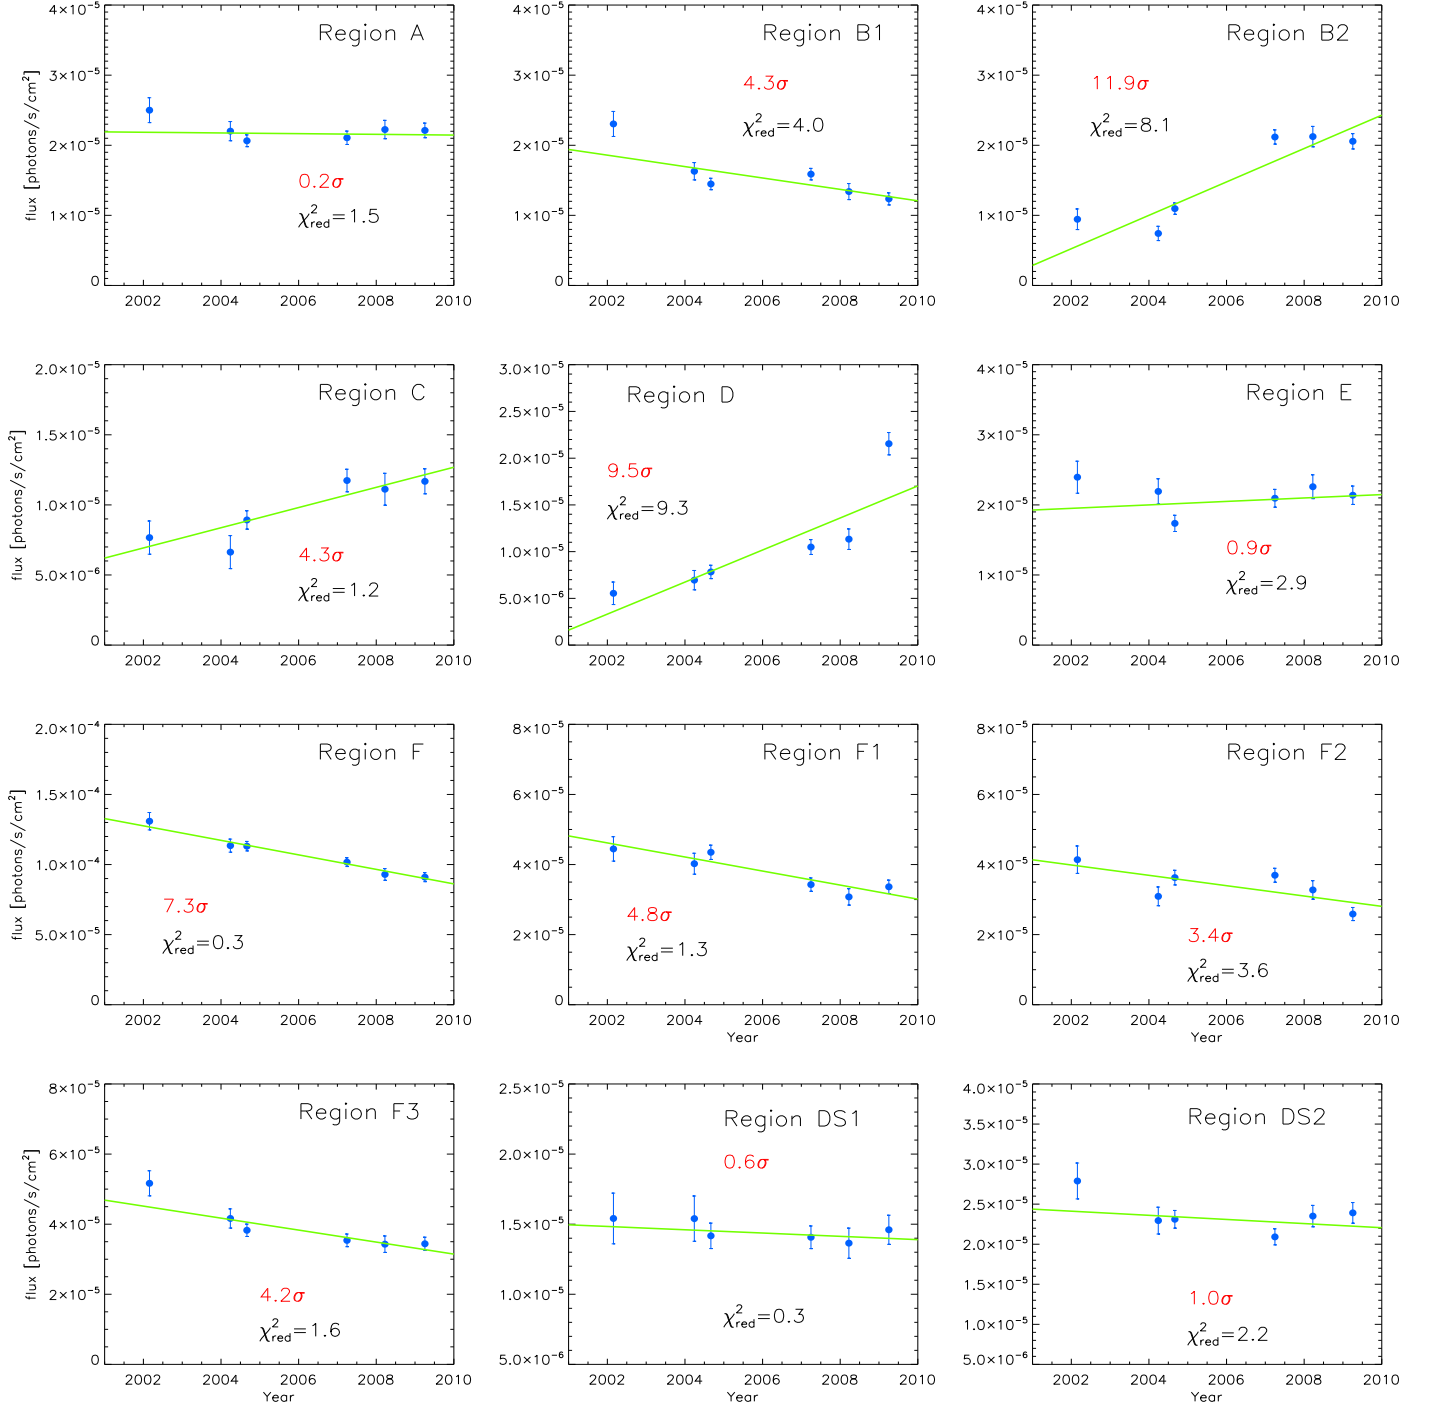 Region A
flux [photons/s/cm²]
4×10⁻⁵
3×10⁻⁵
2×10⁻⁵
1×10⁻⁵
0
0.2σ
χ²red=1.5
2002 2004 2006 2008 2010
Region B1
4×10⁻⁵
3×10⁻⁵
2×10⁻⁵
1×10⁻⁵
0
4.3σ
χ²red=4.0
2002 2004 2006 2008 2010
Region B2
4×10⁻⁵
3×10⁻⁵
2×10⁻⁵
1×10⁻⁵
0
11.9σ
χ²red=8.1
2002 2004 2006 2008 2010
Region C
flux [photons/s/cm²]
2.0×10⁻⁵
1.5×10⁻⁵
1.0×10⁻⁵
5.0×10⁻⁶
0
4.3σ
χ²red=1.2
2002 2004 2006 2008 2010
Region D
3.0×10⁻⁵
2.5×10⁻⁵
2.0×10⁻⁵
1.5×10⁻⁵
1.0×10⁻⁵
5.0×10⁻⁶
0
9.5σ
χ²red=9.3
2002 2004 2006 2008 2010
Region E
4×10⁻⁵
3×10⁻⁵
2×10⁻⁵
1×10⁻⁵
0
0.9σ
χ²red=2.9
2002 2004 2006 2008 2010
Region F
flux [photons/s/cm²]
2.0×10⁻⁴
1.5×10⁻⁴
1.0×10⁻⁴
5.0×10⁻⁵
0
7.3σ
χ²red=0.3
2002 2004 2006 2008 2010
Region F1
8×10⁻⁵
6×10⁻⁵
4×10⁻⁵
2×10⁻⁵
0
4.8σ
χ²red=1.3
2002 2004 2006 2008 2010
Year
Region F2
8×10⁻⁵
6×10⁻⁵
4×10⁻⁵
2×10⁻⁵
0
3.4σ
χ²red=3.6
2002 2004 2006 2008 2010
Year
Region F3
flux [photons/s/cm²]
8×10⁻⁵
6×10⁻⁵
4×10⁻⁵
2×10⁻⁵
0
4.2σ
χ²red=1.6
2002 2004 2006 2008 2010
Year
Region DS1
2.5×10⁻⁵
2.0×10⁻⁵
1.5×10⁻⁵
1.0×10⁻⁵
5.0×10⁻⁶
0.6σ
χ²red=0.3
2002 2004 2006 2008 2010
Year
Region DS2
4.0×10⁻⁵
3.5×10⁻⁵
3.0×10⁻⁵
2.5×10⁻⁵
2.0×10⁻⁵
1.5×10⁻⁵
1.0×10⁻⁵
5.0×10⁻⁶
1.0σ
χ²red=2.2
2002 2004 2006 2008 2010
Year